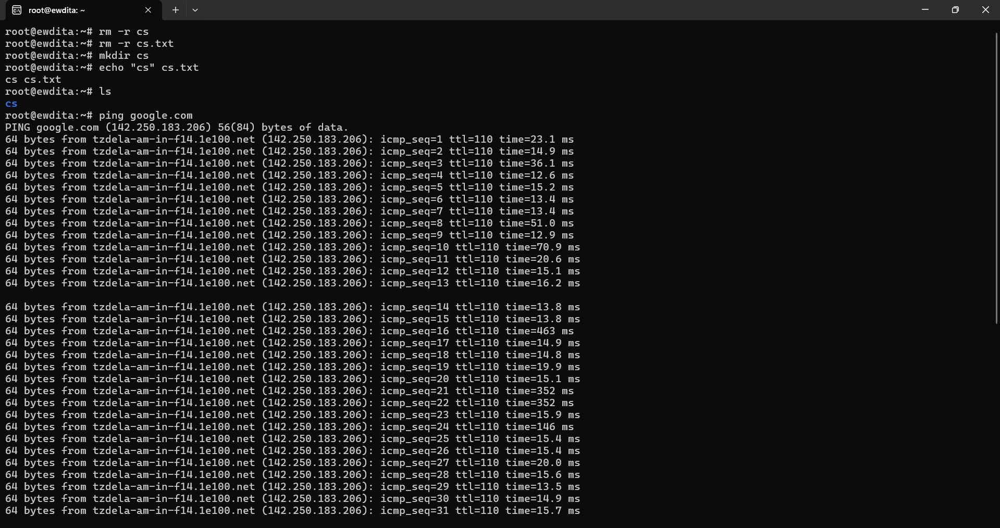 root@ewdita: ~
root@ewdita:~# rm -r cs
root@ewdita:~# rm -r cs.txt
root@ewdita:~# mkdir cs
root@ewdita:~# echo "cs" cs.txt
cs cs.txt
root@ewdita:~# ls
cs
root@ewdita:~# ping google.com
PING google.com (142.250.183.206) 56(84) bytes of data.
64 bytes from tzdela-am-in-f14.1e100.net (142.250.183.206): icmp_seq=1 ttl=110 time=23.1 ms
64 bytes from tzdela-am-in-f14.1e100.net (142.250.183.206): icmp_seq=2 ttl=110 time=14.9 ms
64 bytes from tzdela-am-in-f14.1e100.net (142.250.183.206): icmp_seq=3 ttl=110 time=36.1 ms
64 bytes from tzdela-am-in-f14.1e100.net (142.250.183.206): icmp_seq=4 ttl=110 time=12.6 ms
64 bytes from tzdela-am-in-f14.1e100.net (142.250.183.206): icmp_seq=5 ttl=110 time=15.2 ms
64 bytes from tzdela-am-in-f14.1e100.net (142.250.183.206): icmp_seq=6 ttl=110 time=13.4 ms
64 bytes from tzdela-am-in-f14.1e100.net (142.250.183.206): icmp_seq=7 ttl=110 time=13.4 ms
64 bytes from tzdela-am-in-f14.1e100.net (142.250.183.206): icmp_seq=8 ttl=110 time=51.0 ms
64 bytes from tzdela-am-in-f14.1e100.net (142.250.183.206): icmp_seq=9 ttl=110 time=12.9 ms
64 bytes from tzdela-am-in-f14.1e100.net (142.250.183.206): icmp_seq=10 ttl=110 time=70.9 ms
64 bytes from tzdela-am-in-f14.1e100.net (142.250.183.206): icmp_seq=11 ttl=110 time=20.6 ms
64 bytes from tzdela-am-in-f14.1e100.net (142.250.183.206): icmp_seq=12 ttl=110 time=15.1 ms
64 bytes from tzdela-am-in-f14.1e100.net (142.250.183.206): icmp_seq=13 ttl=110 time=16.2 ms
64 bytes from tzdela-am-in-f14.1e100.net (142.250.183.206): icmp_seq=14 ttl=110 time=13.8 ms
64 bytes from tzdela-am-in-f14.1e100.net (142.250.183.206): icmp_seq=15 ttl=110 time=13.8 ms
64 bytes from tzdela-am-in-f14.1e100.net (142.250.183.206): icmp_seq=16 ttl=110 time=463 ms
64 bytes from tzdela-am-in-f14.1e100.net (142.250.183.206): icmp_seq=17 ttl=110 time=14.9 ms
64 bytes from tzdela-am-in-f14.1e100.net (142.250.183.206): icmp_seq=18 ttl=110 time=14.8 ms
64 bytes from tzdela-am-in-f14.1e100.net (142.250.183.206): icmp_seq=19 ttl=110 time=19.9 ms
64 bytes from tzdela-am-in-f14.1e100.net (142.250.183.206): icmp_seq=20 ttl=110 time=15.1 ms
64 bytes from tzdela-am-in-f14.1e100.net (142.250.183.206): icmp_seq=21 ttl=110 time=352 ms
64 bytes from tzdela-am-in-f14.1e100.net (142.250.183.206): icmp_seq=22 ttl=110 time=352 ms
64 bytes from tzdela-am-in-f14.1e100.net (142.250.183.206): icmp_seq=23 ttl=110 time=15.9 ms
64 bytes from tzdela-am-in-f14.1e100.net (142.250.183.206): icmp_seq=24 ttl=110 time=146 ms
64 bytes from tzdela-am-in-f14.1e100.net (142.250.183.206): icmp_seq=25 ttl=110 time=15.4 ms
64 bytes from tzdela-am-in-f14.1e100.net (142.250.183.206): icmp_seq=26 ttl=110 time=15.4 ms
64 bytes from tzdela-am-in-f14.1e100.net (142.250.183.206): icmp_seq=27 ttl=110 time=20.0 ms
64 bytes from tzdela-am-in-f14.1e100.net (142.250.183.206): icmp_seq=28 ttl=110 time=15.6 ms
64 bytes from tzdela-am-in-f14.1e100.net (142.250.183.206): icmp_seq=29 ttl=110 time=13.5 ms
64 bytes from tzdela-am-in-f14.1e100.net (142.250.183.206): icmp_seq=30 ttl=110 time=14.9 ms
64 bytes from tzdela-am-in-f14.1e100.net (142.250.183.206): icmp_seq=31 ttl=110 time=15.7 ms